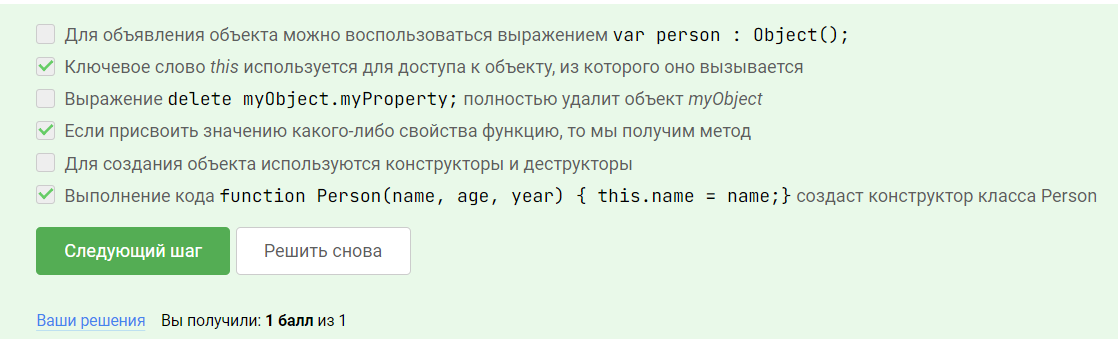 Для объявления объекта можно воспользоваться выражением var person : Object();
Ключевое слово this используется для доступа к объекту, из которого оно вызывается
Выражение delete myObject.myProperty; полностью удалит объект myObject
Если присвоить значению какого-либо свойства функцию, то мы получим метод
Для создания объекта используются конструкторы и деструкторы
Выполнение кода function Person(name, age, year) { this.name = name;} создаст конструктор класса Person
Следующий шаг Решить снова
Ваши решения Вы получили: 1 балл из 1